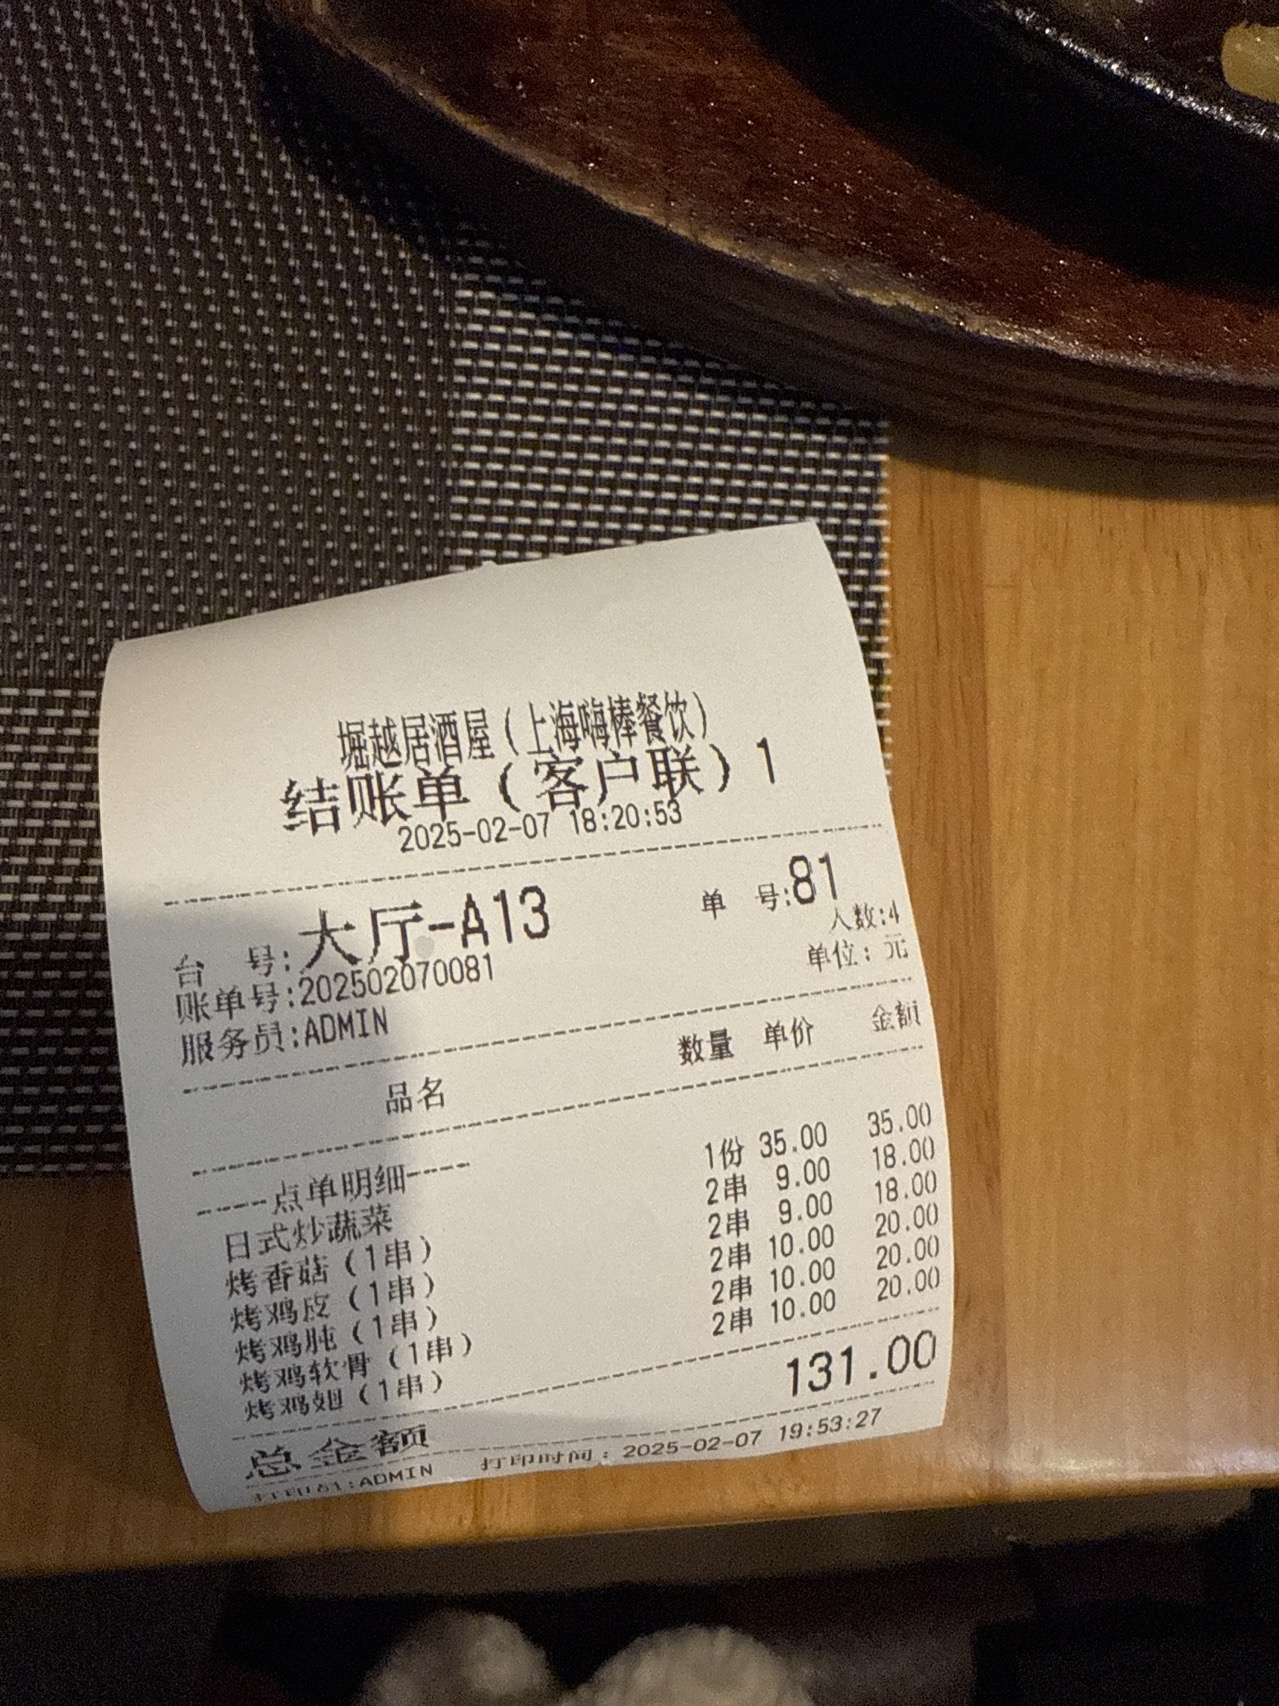 堀越居酒屋(上海嗨棒餐饮)
结账单(客户联)1
2025-02-07 18:20:53
台 号:大厅-A13 单 号:81
账单号:202502070081 人数:4
服务员:ADMIN 单位:元
品名 数量 单价 金额
----点单明细----
日式炒蔬菜 1份 35.00 35.00
烤香菇(1串) 2串 9.00 18.00
烤鸡皮(1串) 2串 9.00 18.00
烤鸡肫(1串) 2串 10.00 20.00
烤鸡软骨(1串) 2串 10.00 20.00
烤鸡翅(1串) 2串 10.00 20.00
总金额 131.00
:ADMIN 打印时间:2025-02-07 19:53:27